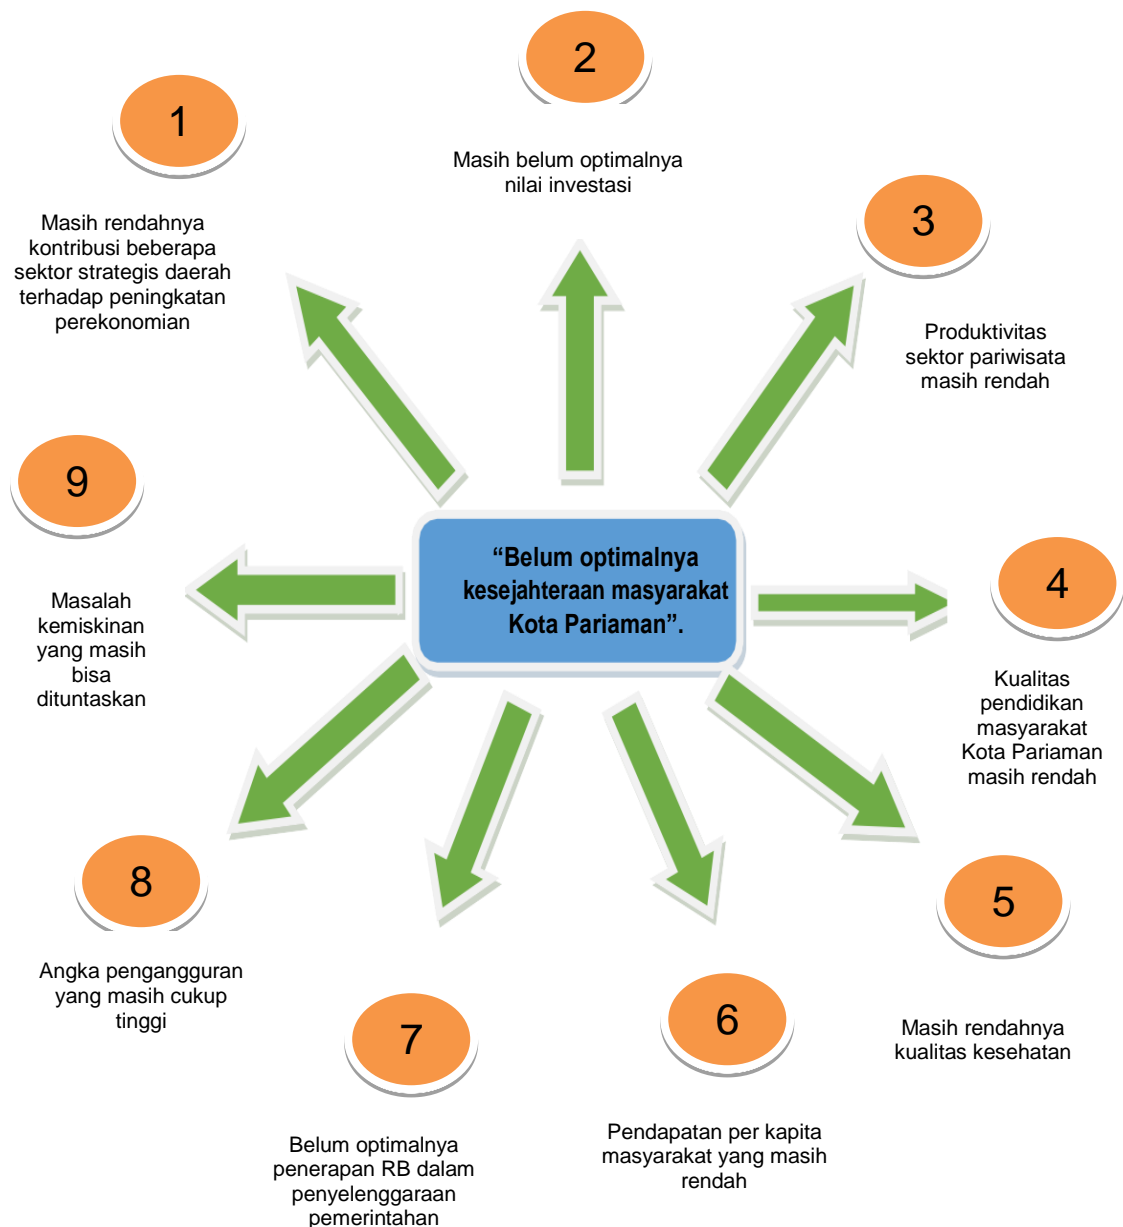 1
Masih rendahnya
kontribusi beberapa
sektor strategis daerah
terhadap peningkatan
perekonomian
2
Masih belum optimalnya
nilai investasi
3
Produktivitas
sektor pariwisata
masih rendah
“Belum optimalnya
kesejahteraan masyarakat
Kota Pariaman”.
4
Kualitas
pendidikan
masyarakat
Kota Pariaman
masih rendah
5
Masih rendahnya
kualitas kesehatan
6
Pendapatan per kapita
masyarakat yang masih
rendah
7
Belum optimalnya
penerapan RB dalam
penyelenggaraan
pemerintahan
8
Angka pengangguran
yang masih cukup
tinggi
9
Masalah
kemiskinan
yang masih
bisa
dituntaskan